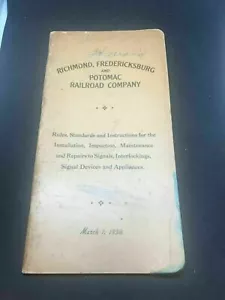 RICHMOND, FREDERICKSBURG
AND
POTOMAC
RAILROAD COMPANY
Rules, Standards and Instructions for the
Installation, Inspection, Maintenance
and Repairs to Signals, Interlockings,
Signal Devices and Appliances.
March 1, 1936